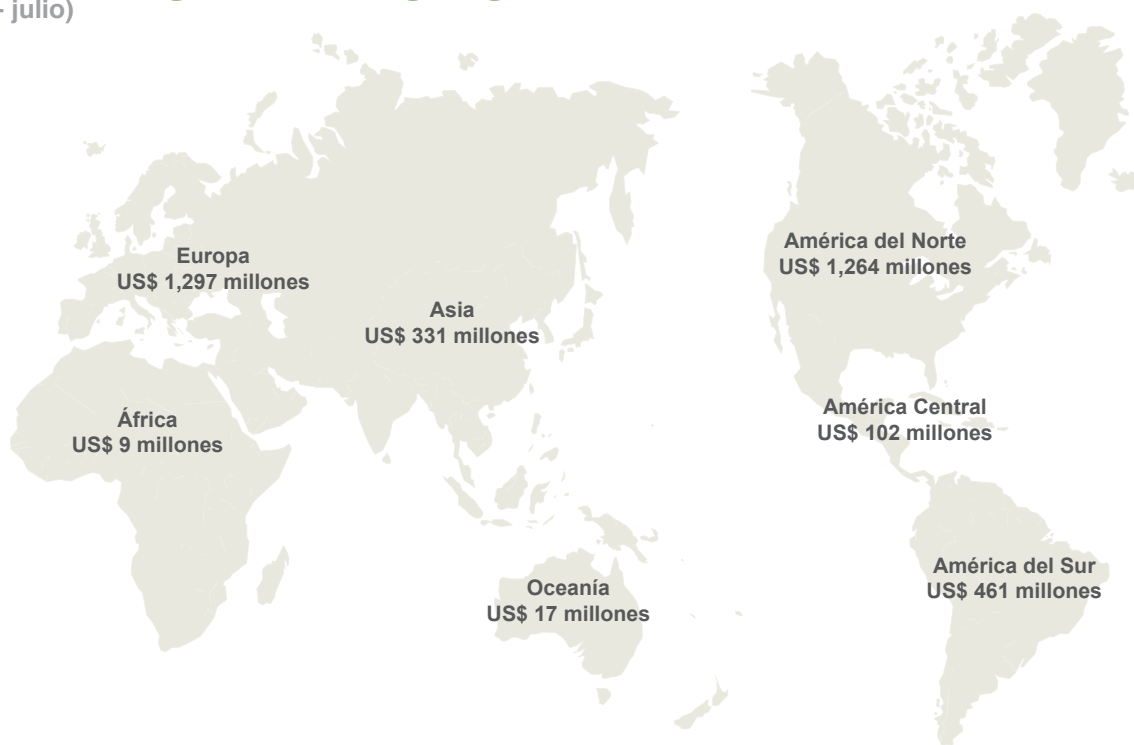 julio)
Europa
US$ 1,297 millones
América del Norte
US$ 1,264 millones
Asia
US$ 331 millones
África
US$ 9 millones
América Central
US$ 102 millones
América del Sur
US$ 461 millones
Oceanía
US$ 17 millones